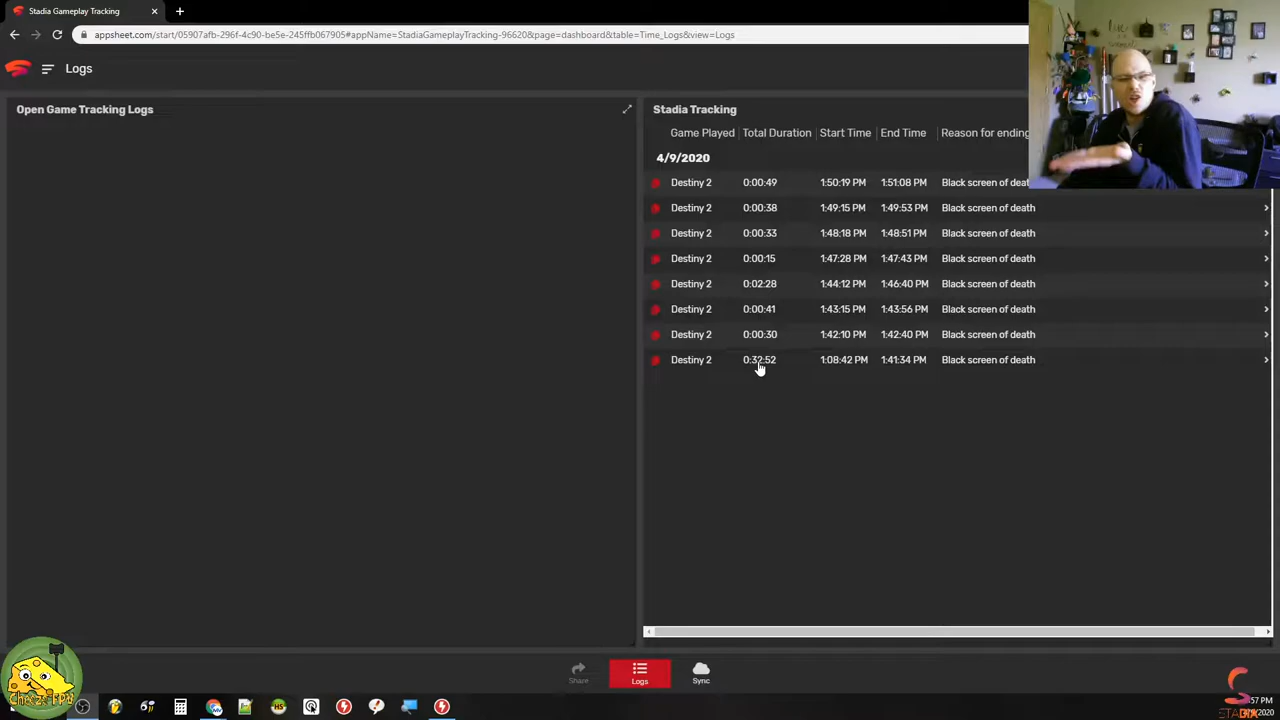 Stadia Gameplay Tracking
appsheet.com/start/05907afb-296f-4c90-be5e-245ffb067905#appName=StadiaGameplayTracking-96620&page=dashboard&table=Time_Logs&view=Logs
Logs
Open Game Tracking Logs
Stadia Tracking
Game Played Total Duration Start Time End Time Reason for ending
4/9/2020
Destiny 2 0:00:49 1:50:19 PM 1:51:08 PM Black screen of death
Destiny 2 0:00:38 1:49:15 PM 1:49:53 PM Black screen of death
Destiny 2 0:00:33 1:48:18 PM 1:48:51 PM Black screen of death
Destiny 2 0:00:15 1:47:28 PM 1:47:43 PM Black screen of death
Destiny 2 0:02:28 1:44:12 PM 1:46:40 PM Black screen of death
Destiny 2 0:00:41 1:43:15 PM 1:43:56 PM Black screen of death
Destiny 2 0:00:30 1:42:10 PM 1:42:40 PM Black screen of death
Destiny 2 0:32:52 1:08:42 PM 1:41:34 PM Black screen of death
Share
Logs
Sync